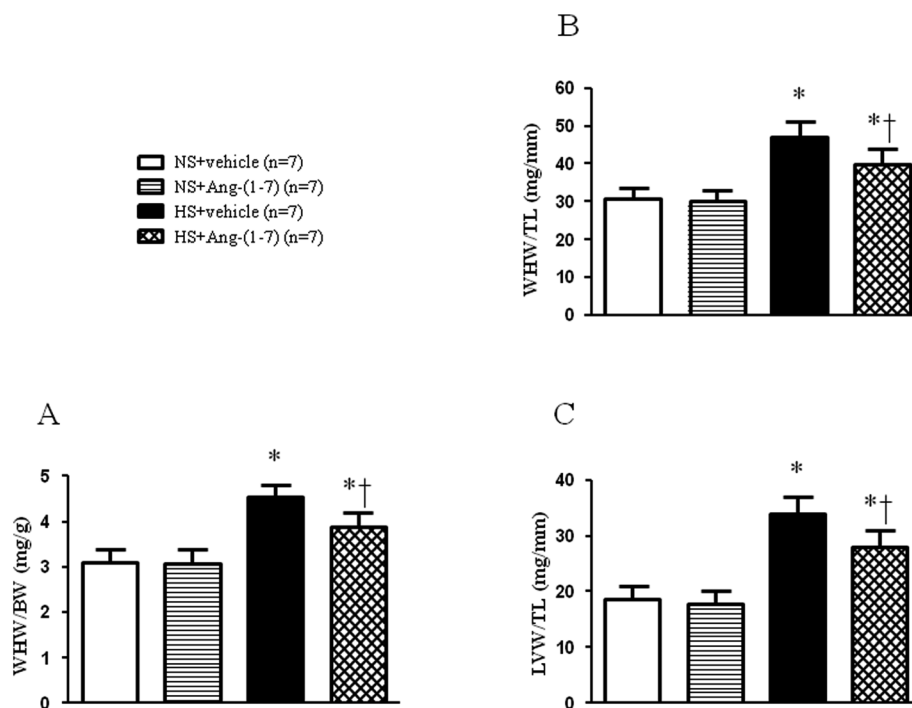 B
NS+vehicle (n=7)
NS+Ang-(1-7) (n=7)
HS+vehicle (n=7)
HS+Ang-(1-7) (n=7)
WHW/TL (mg/mm)
60
50
40
30
20
10
0
*
*†
A
WHW/BW (mg/g)
5
4
3
2
1
0
*
*†
C
LVW/TL (mg/mm)
40
30
20
10
0
*
*†